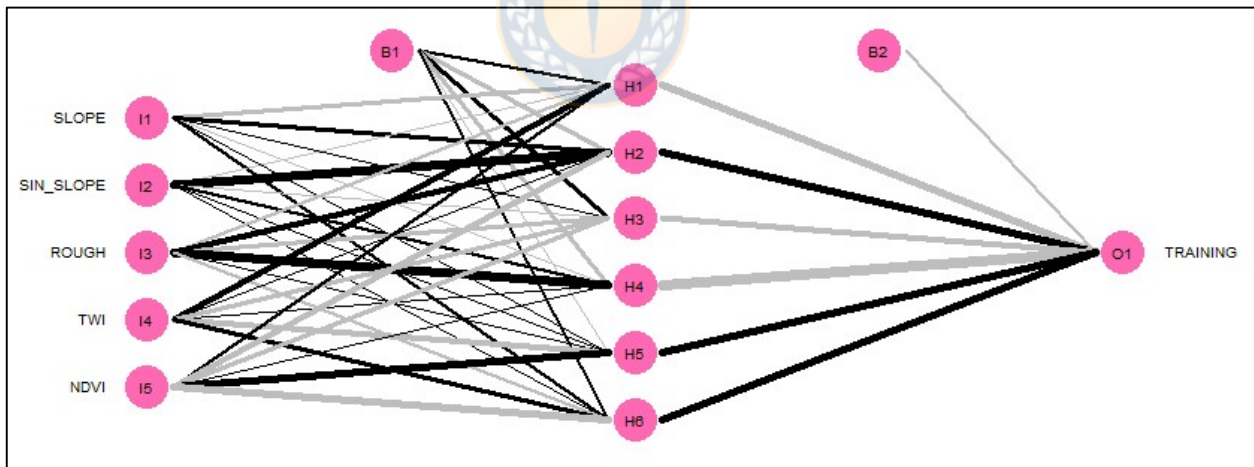 B1
B2
H1
SLOPE I1
H2
SIN_SLOPE I2
H3
ROUGH I3
O1 TRAINING
H4
TWI I4
H5
NDVI I5
H6